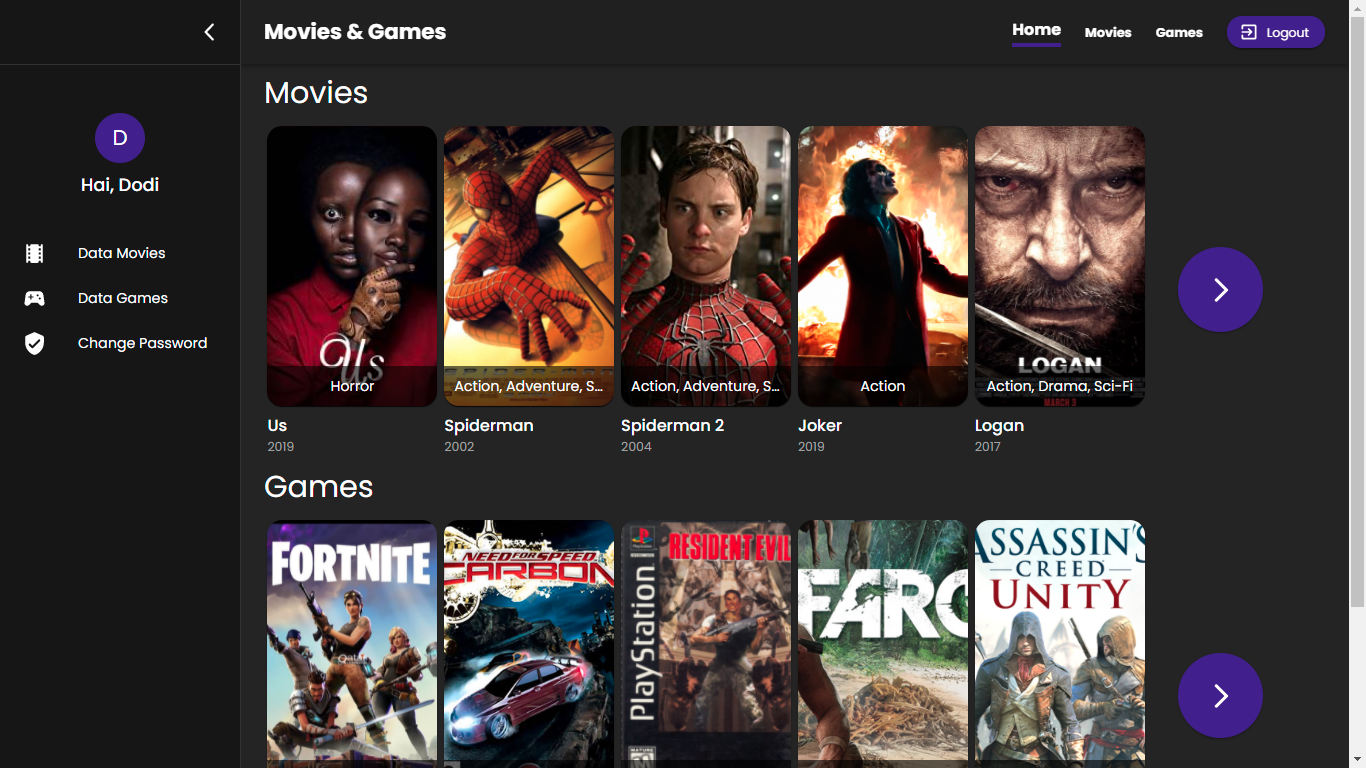 Movies & Games
Home
Movies
Games
Logout
D
Hai, Dodi
Data Movies
Data Games
Change Password
Movies
Us
Horror
Action, Adventure, S...
Action, Adventure, S...
Action
LOGAN
Action, Drama, Sci-Fi
MARCH 3
Us
Spiderman
Spiderman 2
Joker
Logan
2019
2002
2004
2019
2017
Games
FORTNITE
NEED FOR SPEED
CARBON
PlayStation
RESIDENT EVIL
FARC
ASSASSIN'S
CREED
UNITY